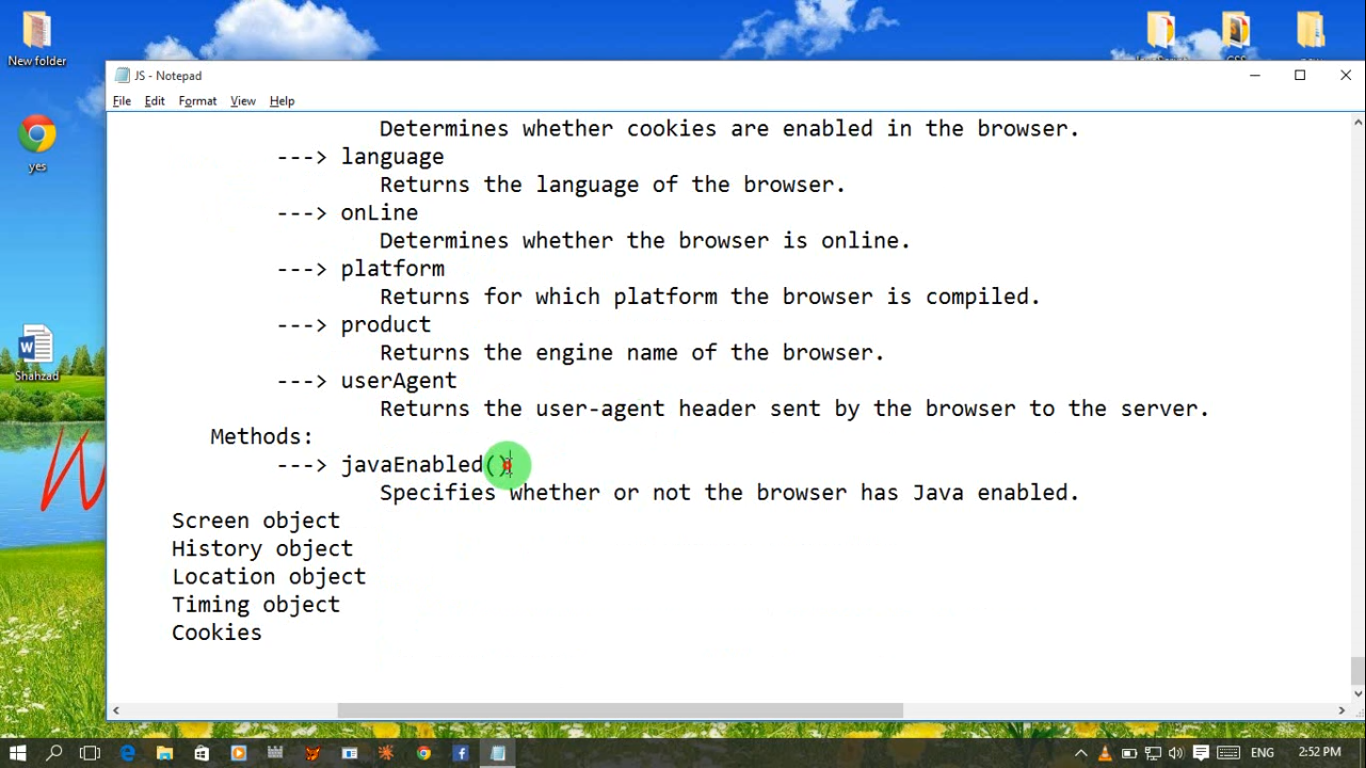 New folder
JS - Notepad
File Edit Format View Help
Determines whether cookies are enabled in the browser.
---> language
Returns the language of the browser.
---> onLine
Determines whether the browser is online.
---> platform
Returns for which platform the browser is compiled.
---> product
Returns the engine name of the browser.
---> userAgent
Returns the user-agent header sent by the browser to the server.
Methods:
---> javaEnabled()
Specifies whether or not the browser has Java enabled.
Screen object
History object
Location object
Timing object
Cookies
yes
Shahzad
W
ENG
2:52 PM